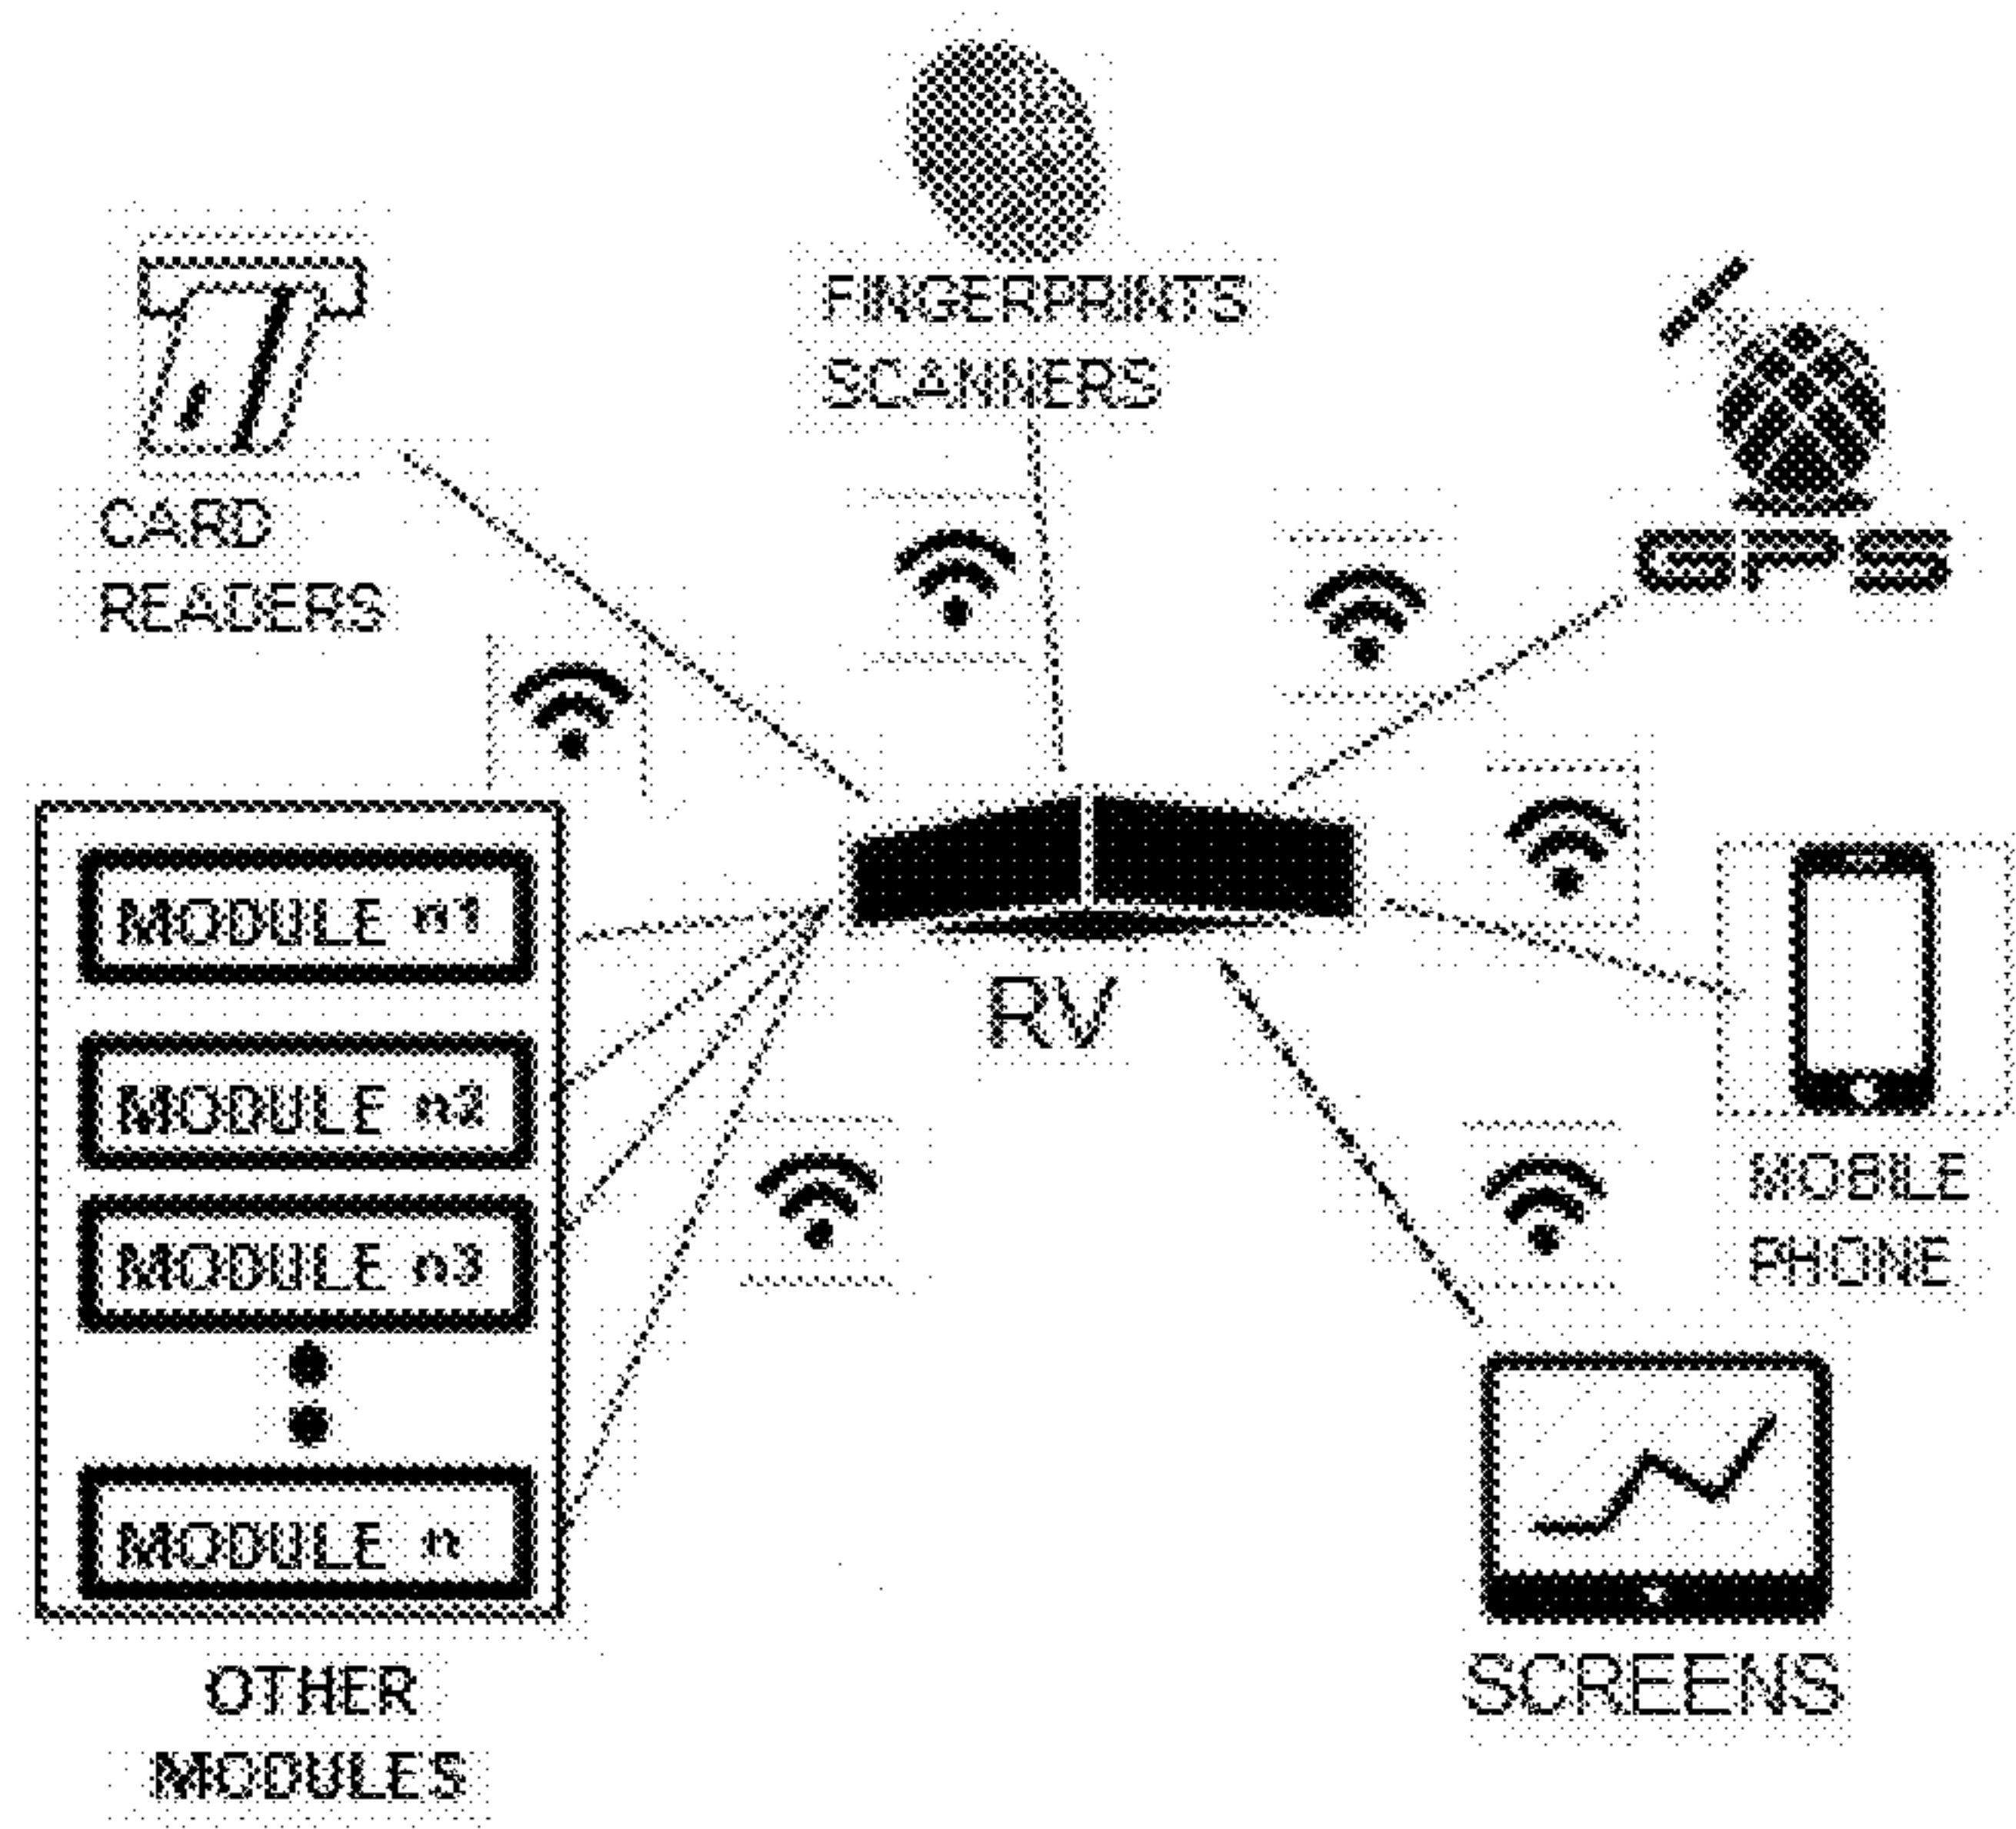 FINGERPRINTS
SCANNERS
CARD
READERS
GPS
MODULE n1
MODULE n2
MODULE n3
MODULE n
OTHER
MODULES
RV
MOBILE
PHONE
SCREENS